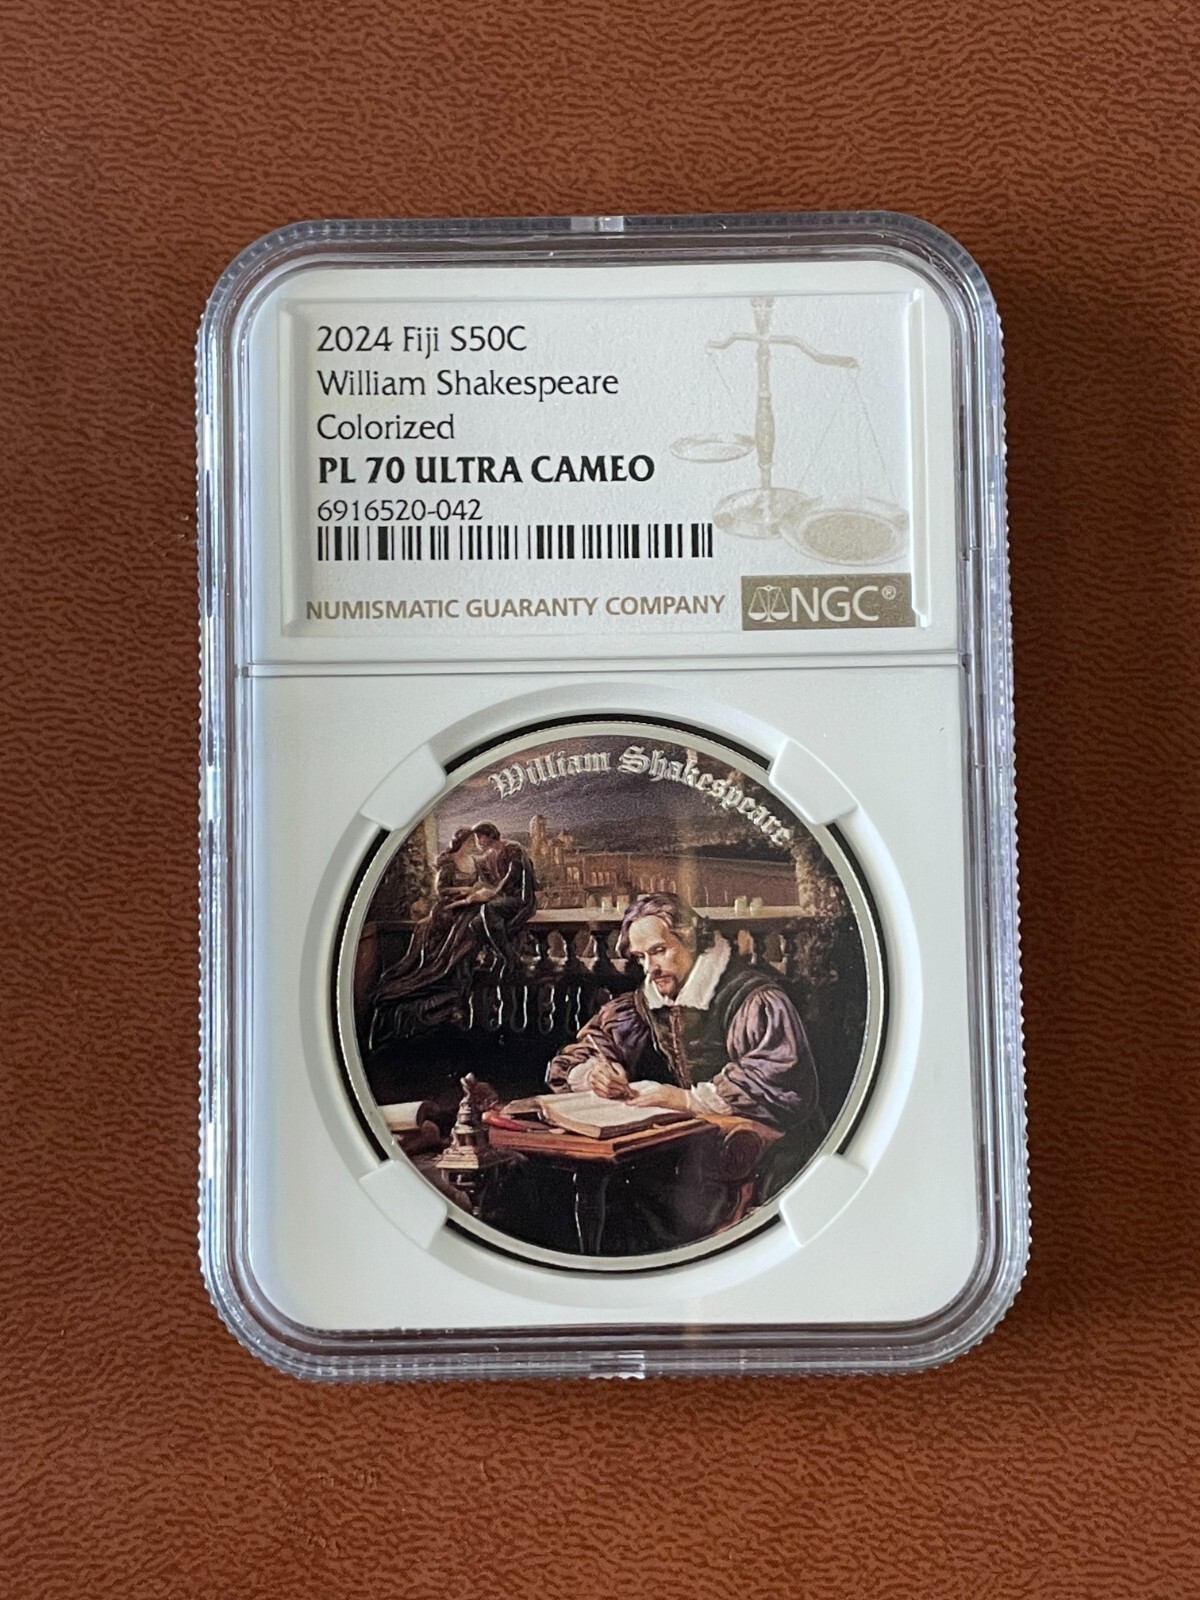 2024 Fiji S50C
William Shakespeare
Colorized
PL 70 ULTRA CAMEO
6916520-042
NUMISMATIC GUARANTY COMPANY
NGC®
William Shakespeare